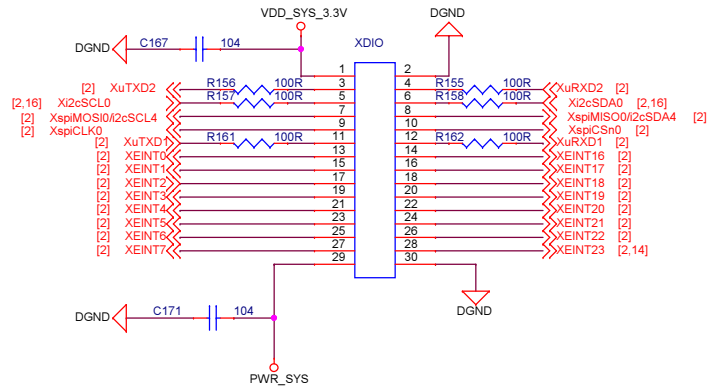 VDD_SYS_3.3V
DGND
DGND C167 104
XDIO
1 2
[2] XuTXD2 R156 100R 3 4 R155 100R XuRXD2 [2]
[2,16] Xi2cSCL0 R157 100R 5 6 R158 100R Xi2cSDA0 [2,16]
[2] XspiMOSI0/i2cSCL4 7 8 XspiMISO0/i2cSDA4 [2]
[2] XspiCLK0 9 10 XspiCSn0 [2]
[2] XuTXD1 R161 100R 11 12 R162 100R XuRXD1 [2]
[2] XEINT0 13 14 XEINT16 [2]
[2] XEINT1 15 16 XEINT17 [2]
[2] XEINT2 17 18 XEINT18 [2]
[2] XEINT3 19 20 XEINT19 [2]
[2] XEINT4 21 22 XEINT20 [2]
[2] XEINT5 23 24 XEINT21 [2]
[2] XEINT6 25 26 XEINT22 [2]
[2] XEINT7 27 28 XEINT23 [2,14]
29 30
DGND C171 104
DGND
PWR_SYS